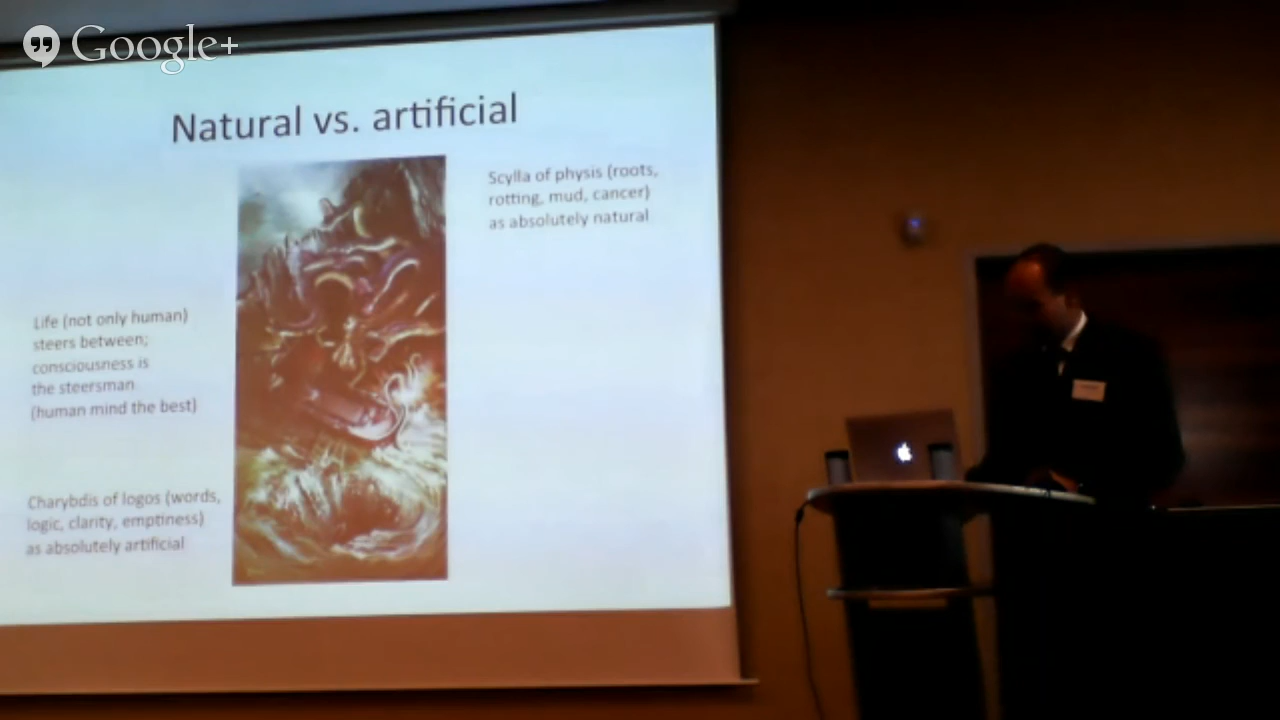 Google+
Natural vs. artificial
Scylla of physis (roots,
rotting, mud, cancer)
as absolutely natural
Life (not only human)
steers between;
consciousness is
the steersman
(human mind the best)
Charybdis of logos (words,
logic, clarity, emptiness)
as absolutely artificial